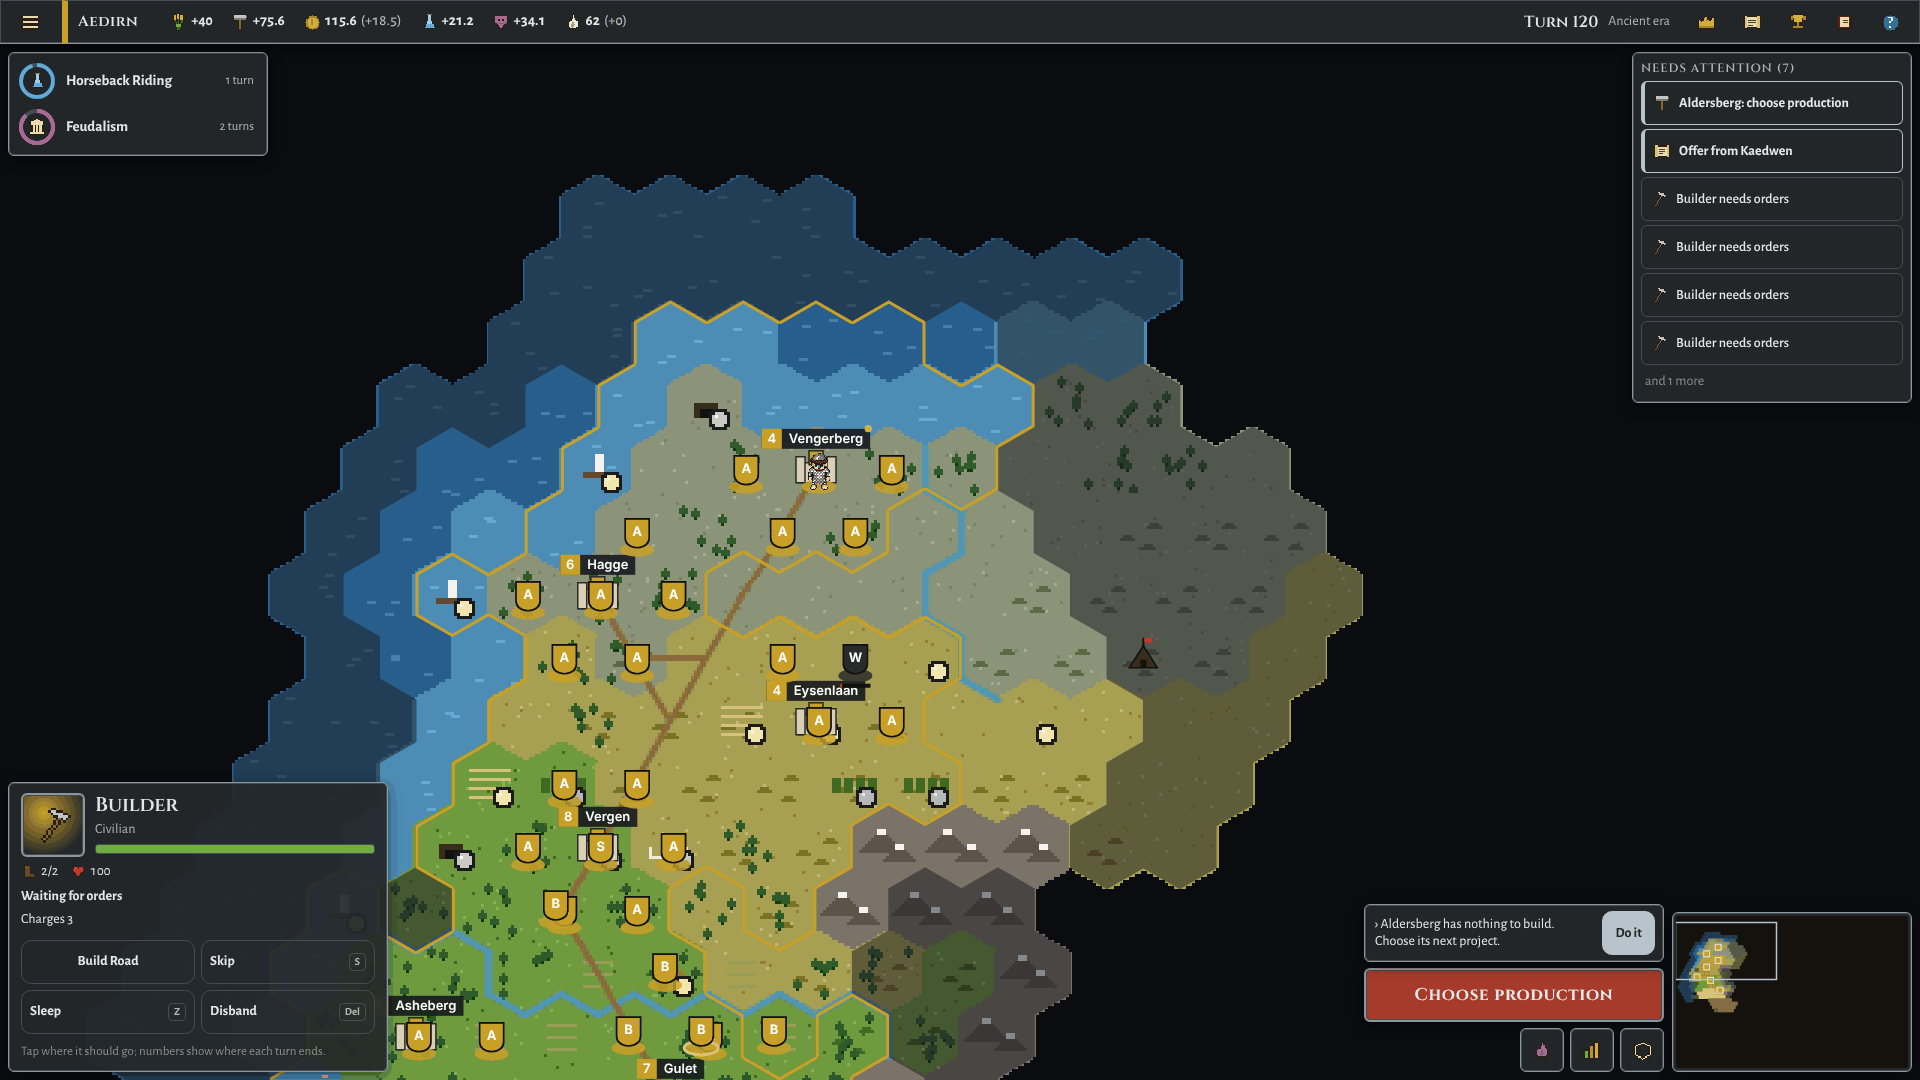 AEDIRN +40 +75.6 115.6 (+18.5) +21.2 +34.1 62 (+0) TURN 120 Ancient era ?
Horseback Riding 1 turn
Feudalism 2 turns
NEEDS ATTENTION (7)
Aldersberg: choose production
Offer from Kaedwen
Builder needs orders
Builder needs orders
Builder needs orders
Builder needs orders
and 1 more
4 Vengerberg
A A
A A A
6 Hagge
A A A
A A A W
4 Eysenlaan
A A
A A
8 Vergen
A S A
B A
B
Asheberg
A A B B B
7 Gulet
BUILDER
Civilian
2/2 100
Waiting for orders
Charges 3
Build Road
Skip S
Sleep Z
Disband Del
Tap where it should go; numbers show where each turn ends.
› Aldersberg has nothing to build.
Choose its next project.
Do it
CHOOSE PRODUCTION